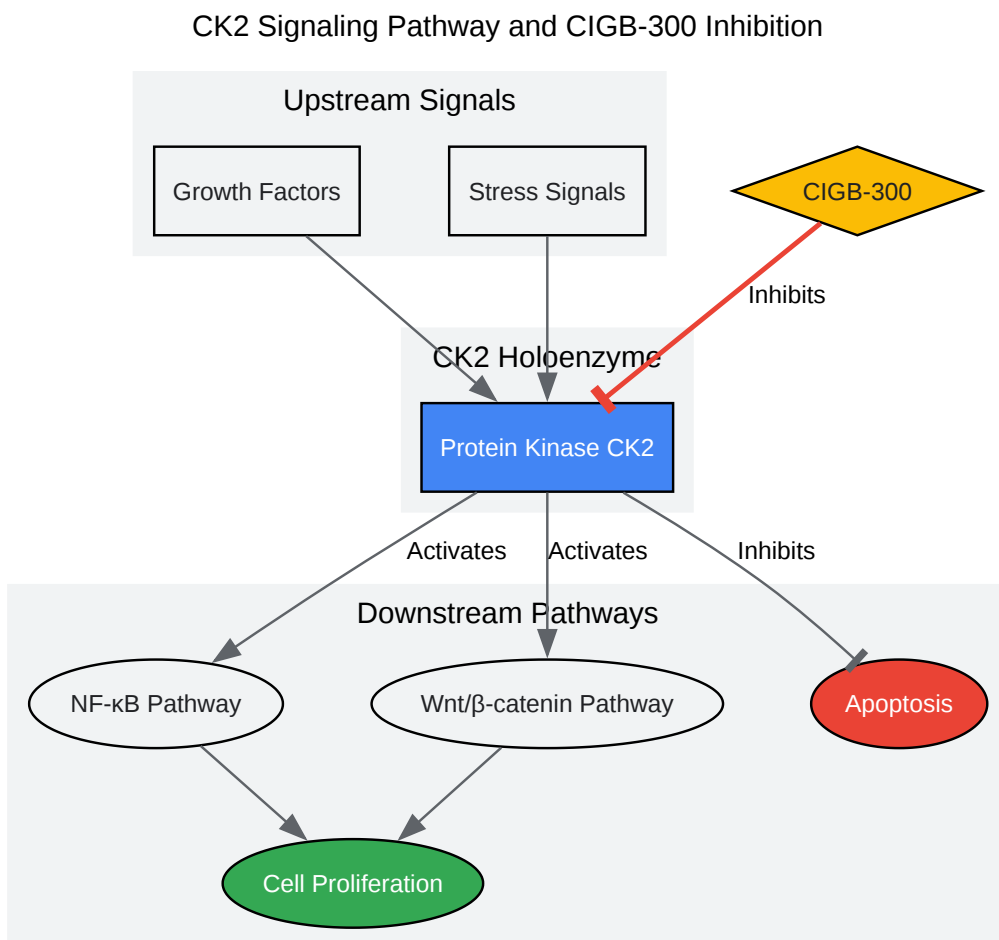 CK2 Signaling Pathway and CIGB-300 Inhibition
Upstream Signals
Growth Factors
Stress Signals
CIGB-300
Inhibits
CK2 Holoenzyme
Protein Kinase CK2
Activates
Activates
Inhibits
Downstream Pathways
NF-κB Pathway
Wnt/β-catenin Pathway
Apoptosis
Cell Proliferation